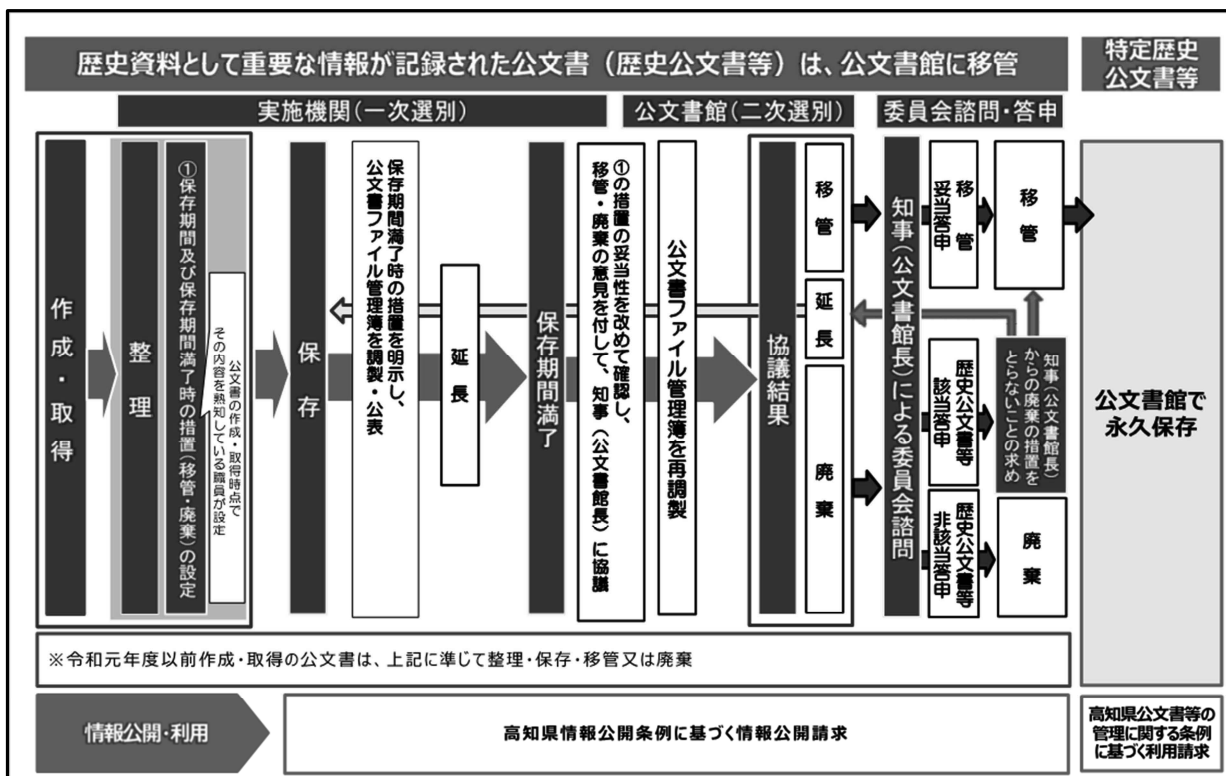 歴史資料として重要な情報が記録された公文書（歴史公文書等）は、公文書館に移管
特定歴史
公文書等
実施機関（一次選別）
公文書館（二次選別）
委員会諮問・答申
作成・取得
整理
①保存期間及び保存期間満了時の措置（移管・廃棄）の設定
公文書の作成・取得時点で
その内容を熟知している職員が設定
保存
保存期間満了時の措置を明示し、
公文書ファイル管理簿を調製・公表
延長
保存期間満了
①の措置の妥当性を改めて確認し、
移管・廃棄の意見を付して、知事（公文書館長）に協議
公文書ファイル管理簿を再調製
協議結果
移管
延長
廃棄
知事（公文書館長）による委員会諮問
移管
妥当答申
移管
歴史公文書等
該当答申
知事（公文書館長）
からの廃棄の措置を
とらないことの求め
歴史公文書等
非該当答申
廃棄
公文書館で
永久保存
※令和元年度以前作成・取得の公文書は、上記に準じて整理・保存・移管又は廃棄
情報公開・利用
高知県情報公開条例に基づく情報公開請求
高知県公文書等の
管理に関する条例
に基づく利用請求